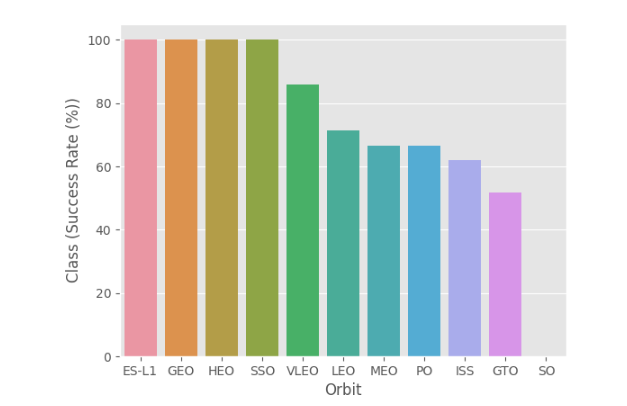 Class (Success Rate (%))
100
80
60
40
20
0
ES-L1 GEO HEO SSO VLEO LEO MEO PO ISS GTO SO
Orbit